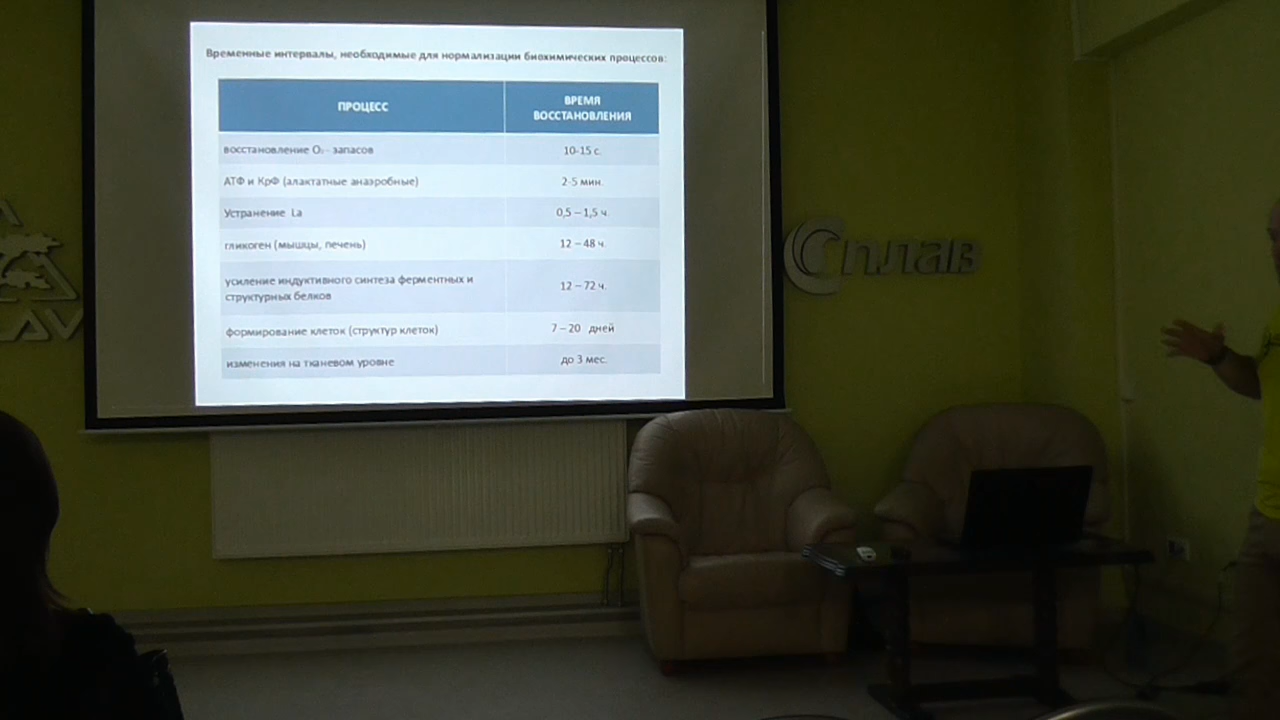 Временные интервалы, необходимые для нормализации биохимических процессов:
ПРОЦЕСС
ВРЕМЯ
ВОССТАНОВЛЕНИЯ
восстановление O₂ - запасов
10-15 с.
АТФ и КрФ (алактатные анаэробные)
2-5 мин.
Устранение La
0,5 – 1,5 ч.
гликоген (мышцы, печень)
12 – 48 ч.
усиление индуктивного синтеза ферментных и
структурных белков
12 – 72 ч.
формирование клеток (структур клеток)
7 – 20 дней
изменения на тканевом уровне
до 3 мес.
Сплав